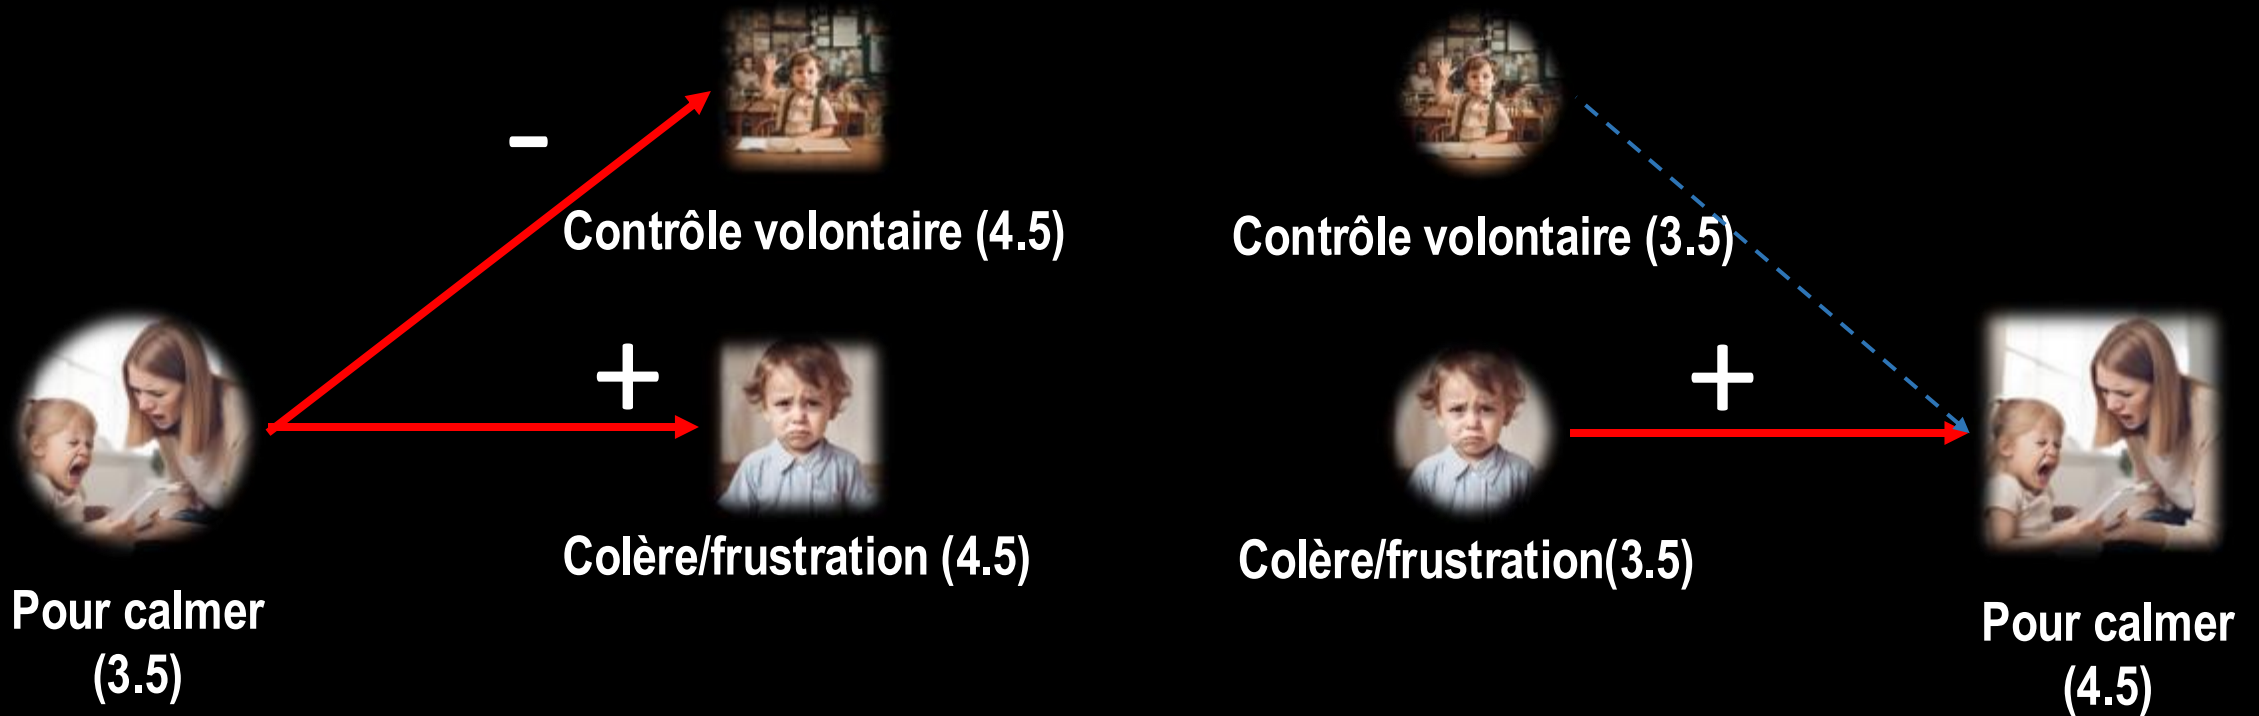 -
Contrôle volontaire (4.5)
Contrôle volontaire (3.5)
+
+
Colère/frustration (4.5)
Colère/frustration(3.5)
Pour calmer
(3.5)
Pour calmer
(4.5)